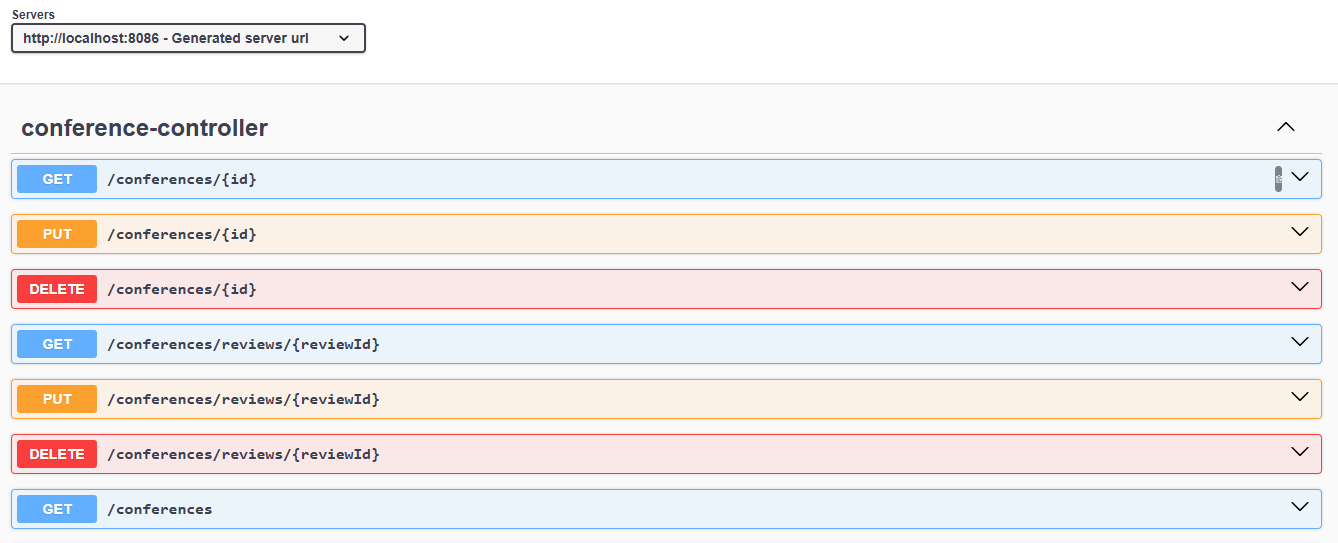 Servers
http://localhost:8086 - Generated server url
conference-controller
GET /conferences/{id}
PUT /conferences/{id}
DELETE /conferences/{id}
GET /conferences/reviews/{reviewId}
PUT /conferences/reviews/{reviewId}
DELETE /conferences/reviews/{reviewId}
GET /conferences